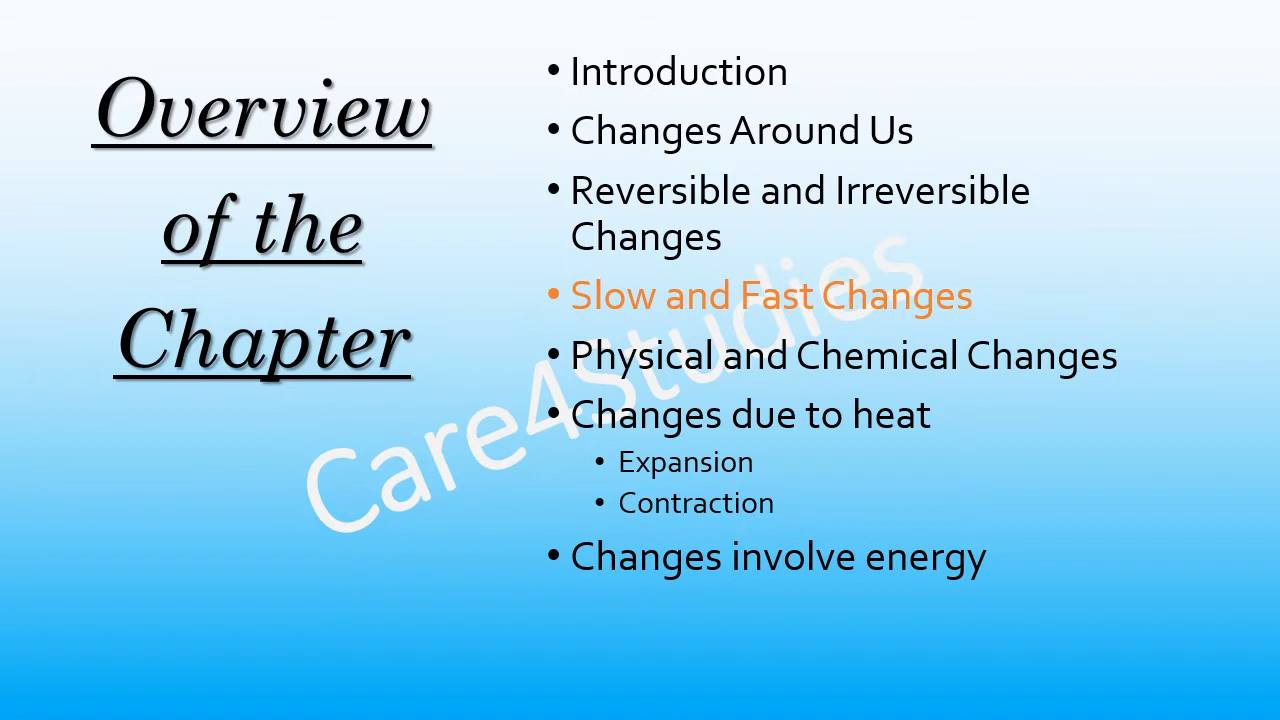 Overview
of the
Chapter
• Introduction
• Changes Around Us
• Reversible and Irreversible
Changes
• Slow and Fast Changes
• Physical and Chemical Changes
• Changes due to heat
• Expansion
• Contraction
• Changes involve energy
Care4Studies